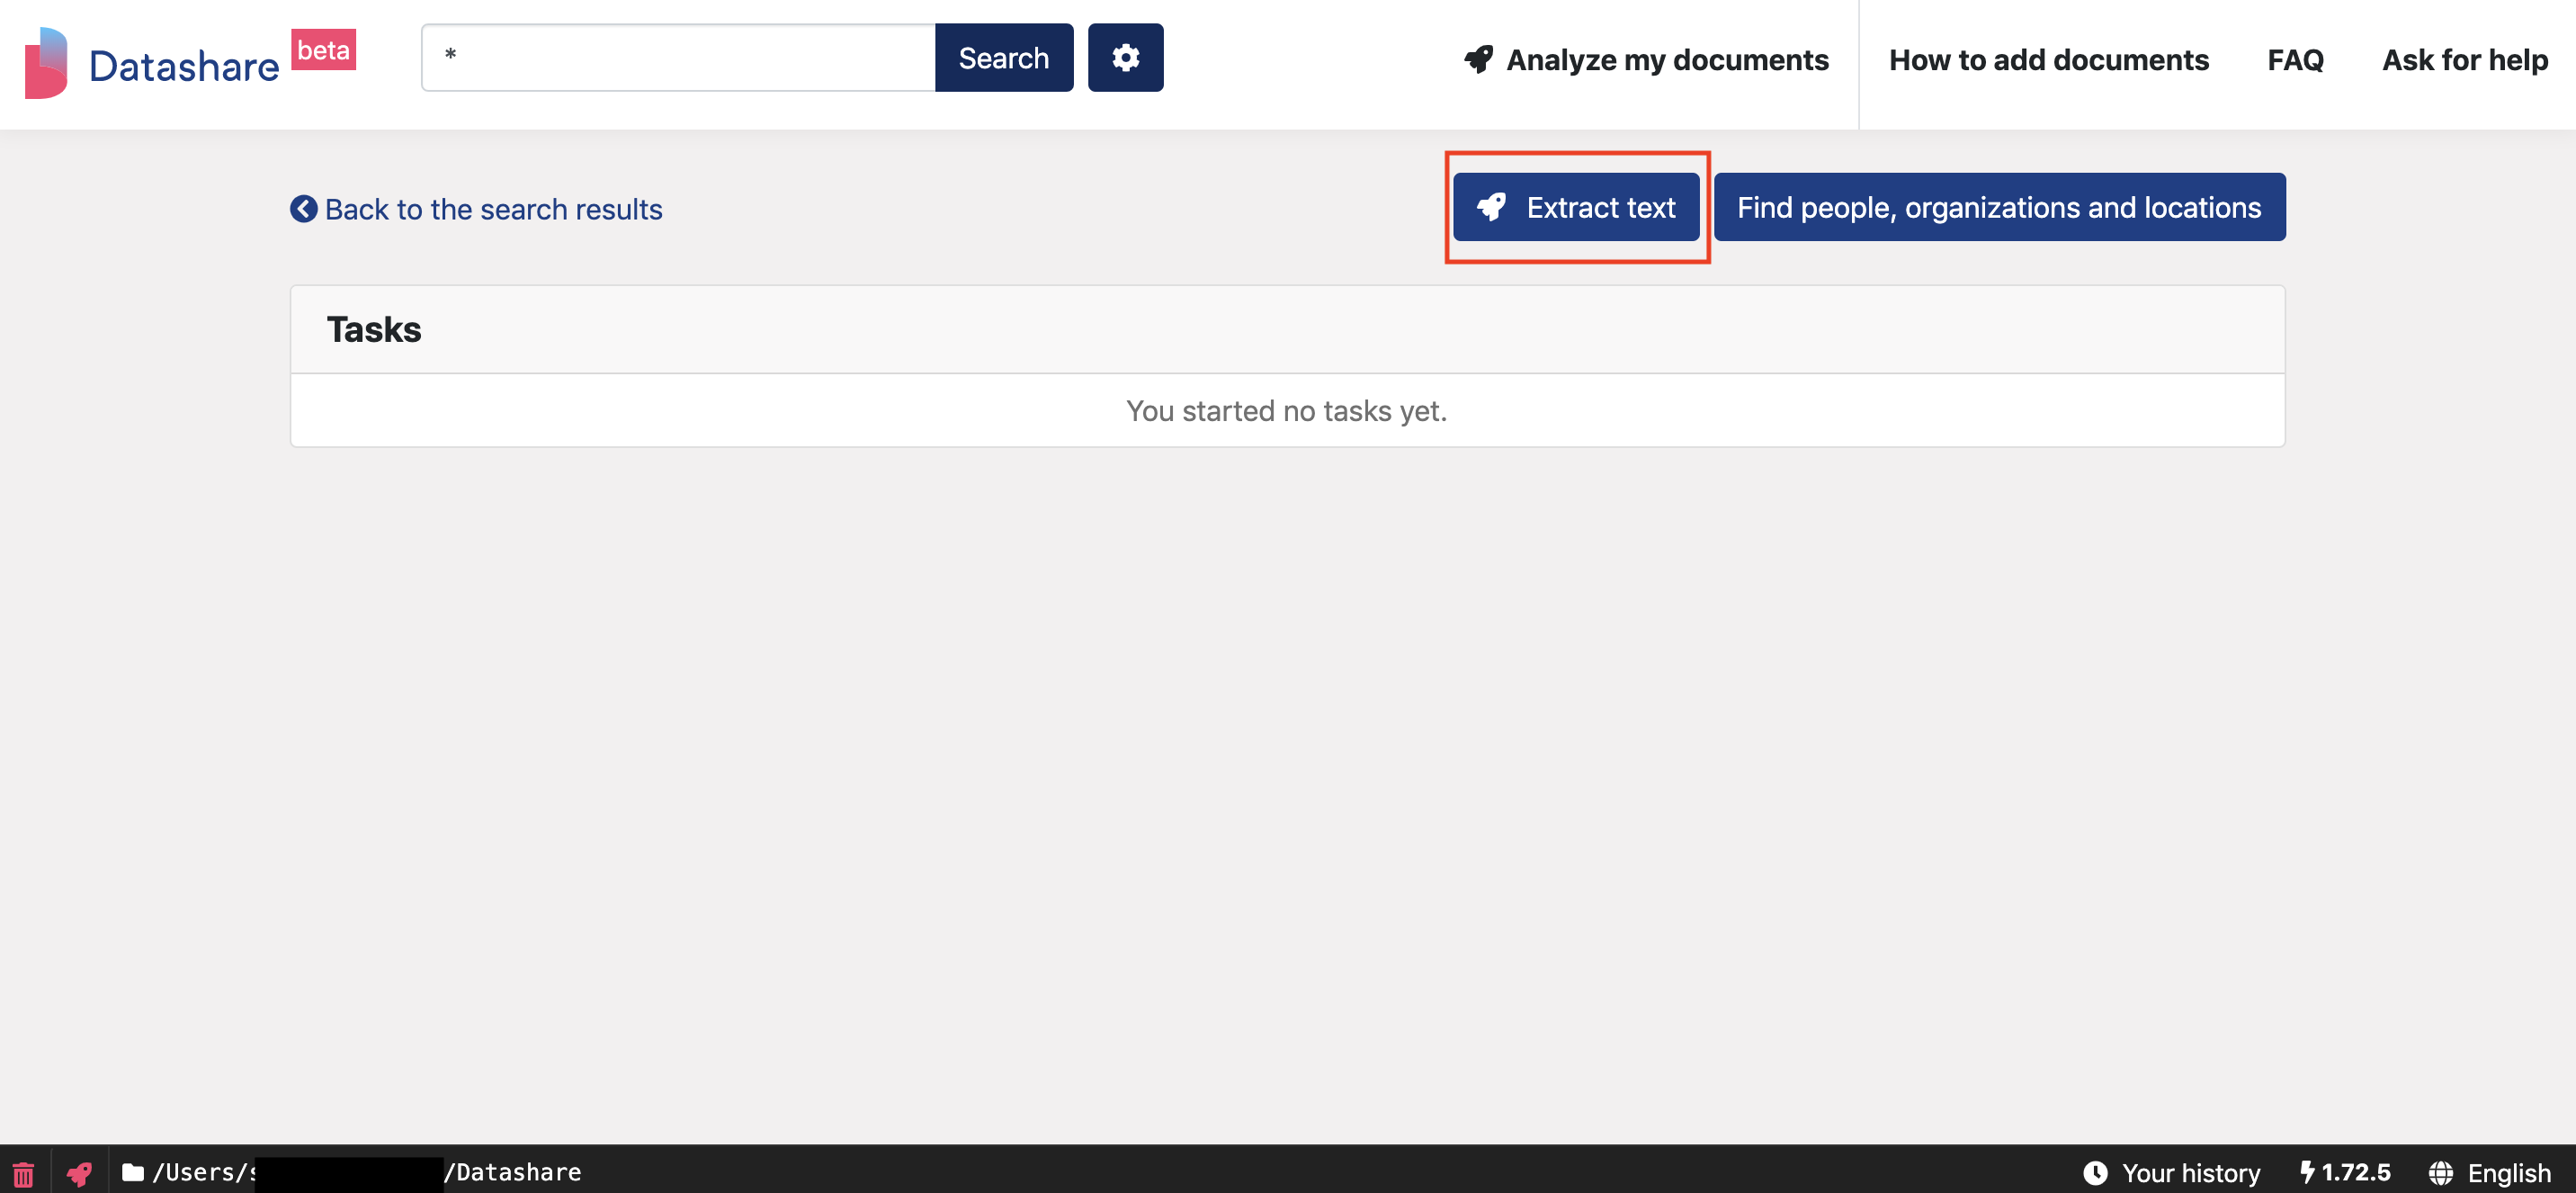 Datashare beta
*
Search
Analyze my documents
How to add documents
FAQ
Ask for help
Back to the search results
Extract text
Find people, organizations and locations
Tasks
You started no tasks yet.
/Users/s /Datashare
Your history
1.72.5
English